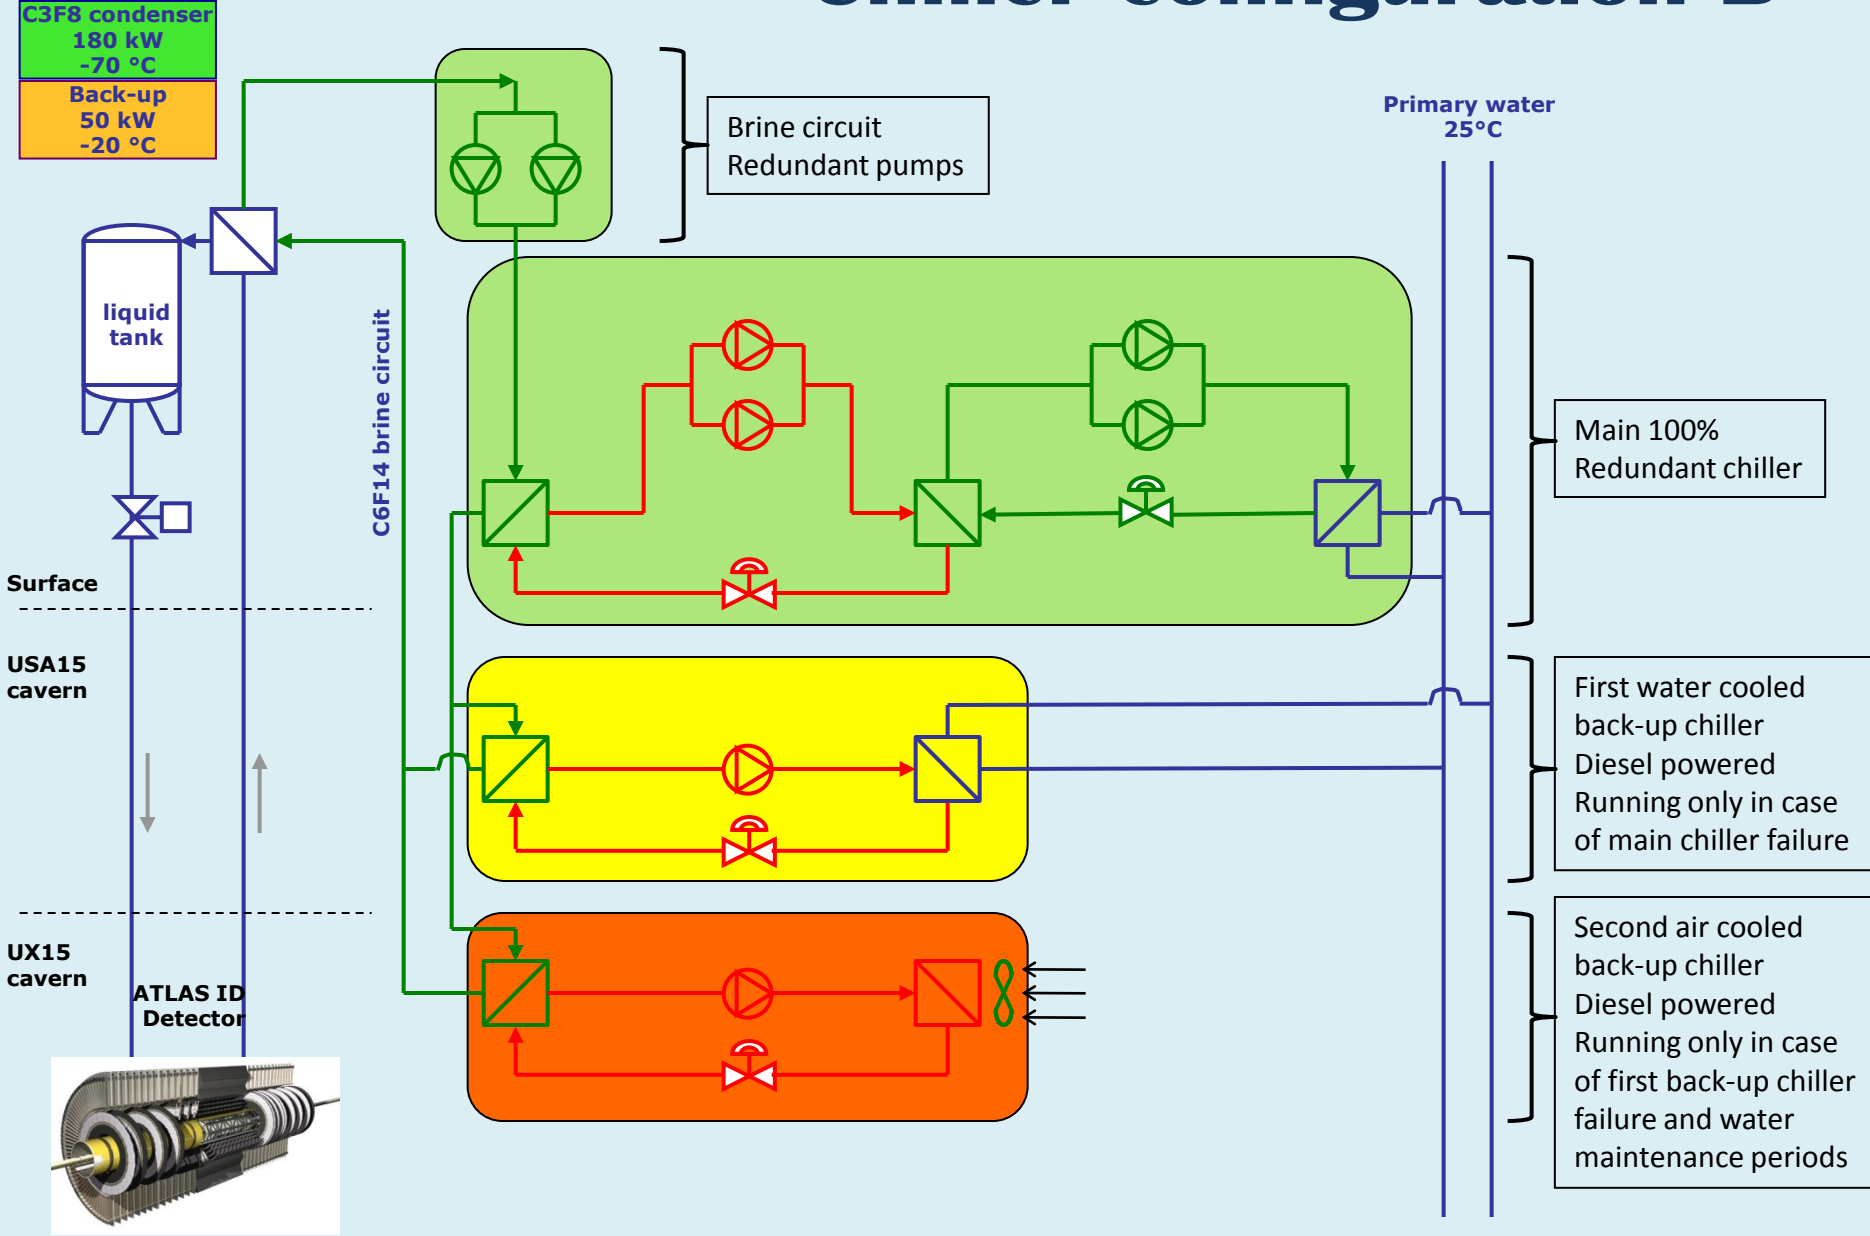 Chiller configuration B
C3F8 condenser
180 kW
-70 °C
Back-up
50 kW
-20 °C
Brine circuit
Redundant pumps
Primary water
25°C
liquid
tank
C6F14 brine circuit
Main 100%
Redundant chiller
Surface
USA15
cavern
First water cooled
back-up chiller
Diesel powered
Running only in case
of main chiller failure
UX15
cavern
ATLAS ID
Detector
Second air cooled
back-up chiller
Diesel powered
Running only in case
of first back-up chiller
failure and water
maintenance periods